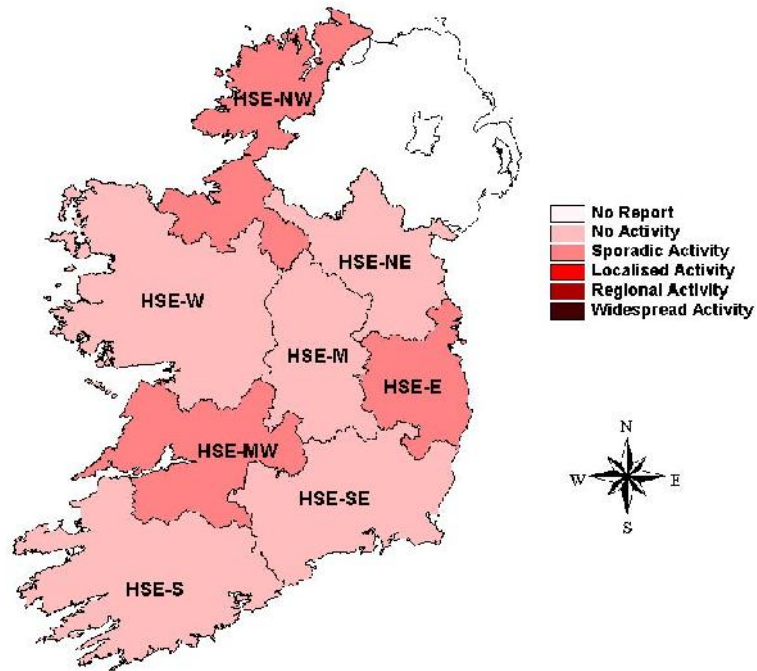 HSE-NW
No Report
No Activity
Sporadic Activity
Localised Activity
Regional Activity
Widespread Activity
HSE-NE
HSE-W
HSE-M
HSE-E
HSE-MW
HSE-SE
HSE-S
N
W
E
S